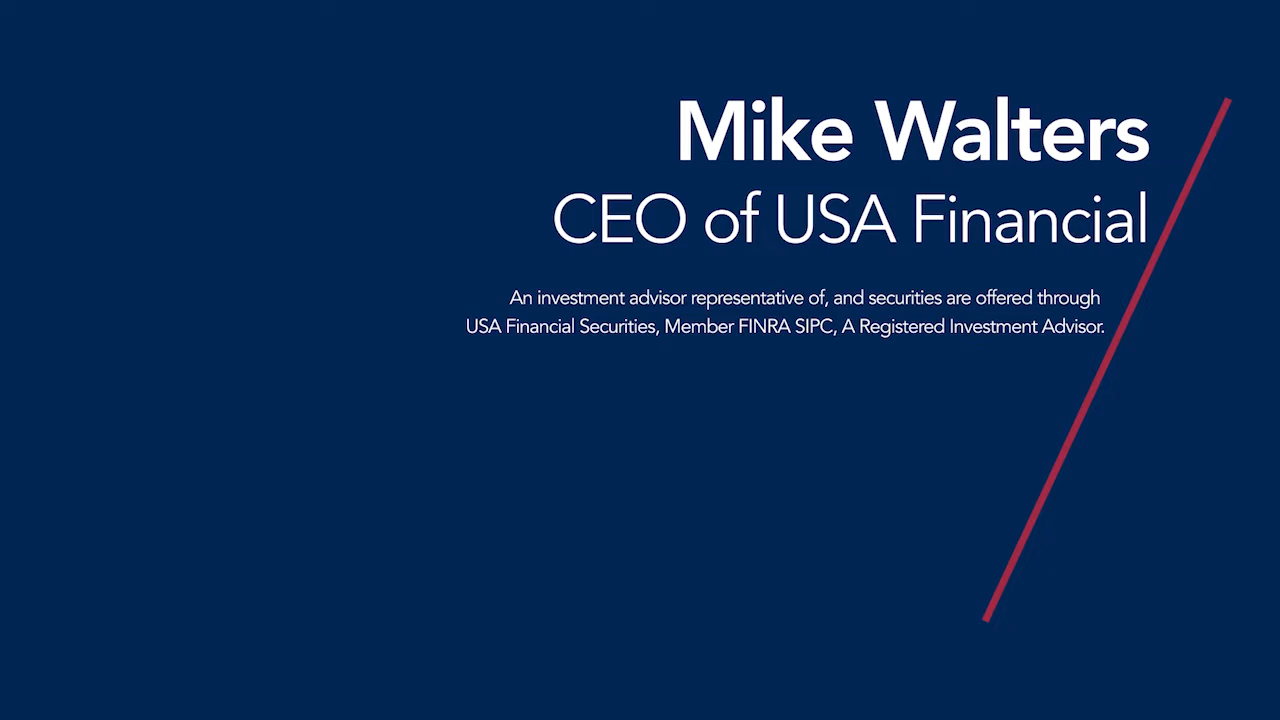 Mike Walters
CEO of USA Financial
An investment advisor representative of, and securities are offered through
USA Financial Securities, Member FINRA SIPC, A Registered Investment Advisor.